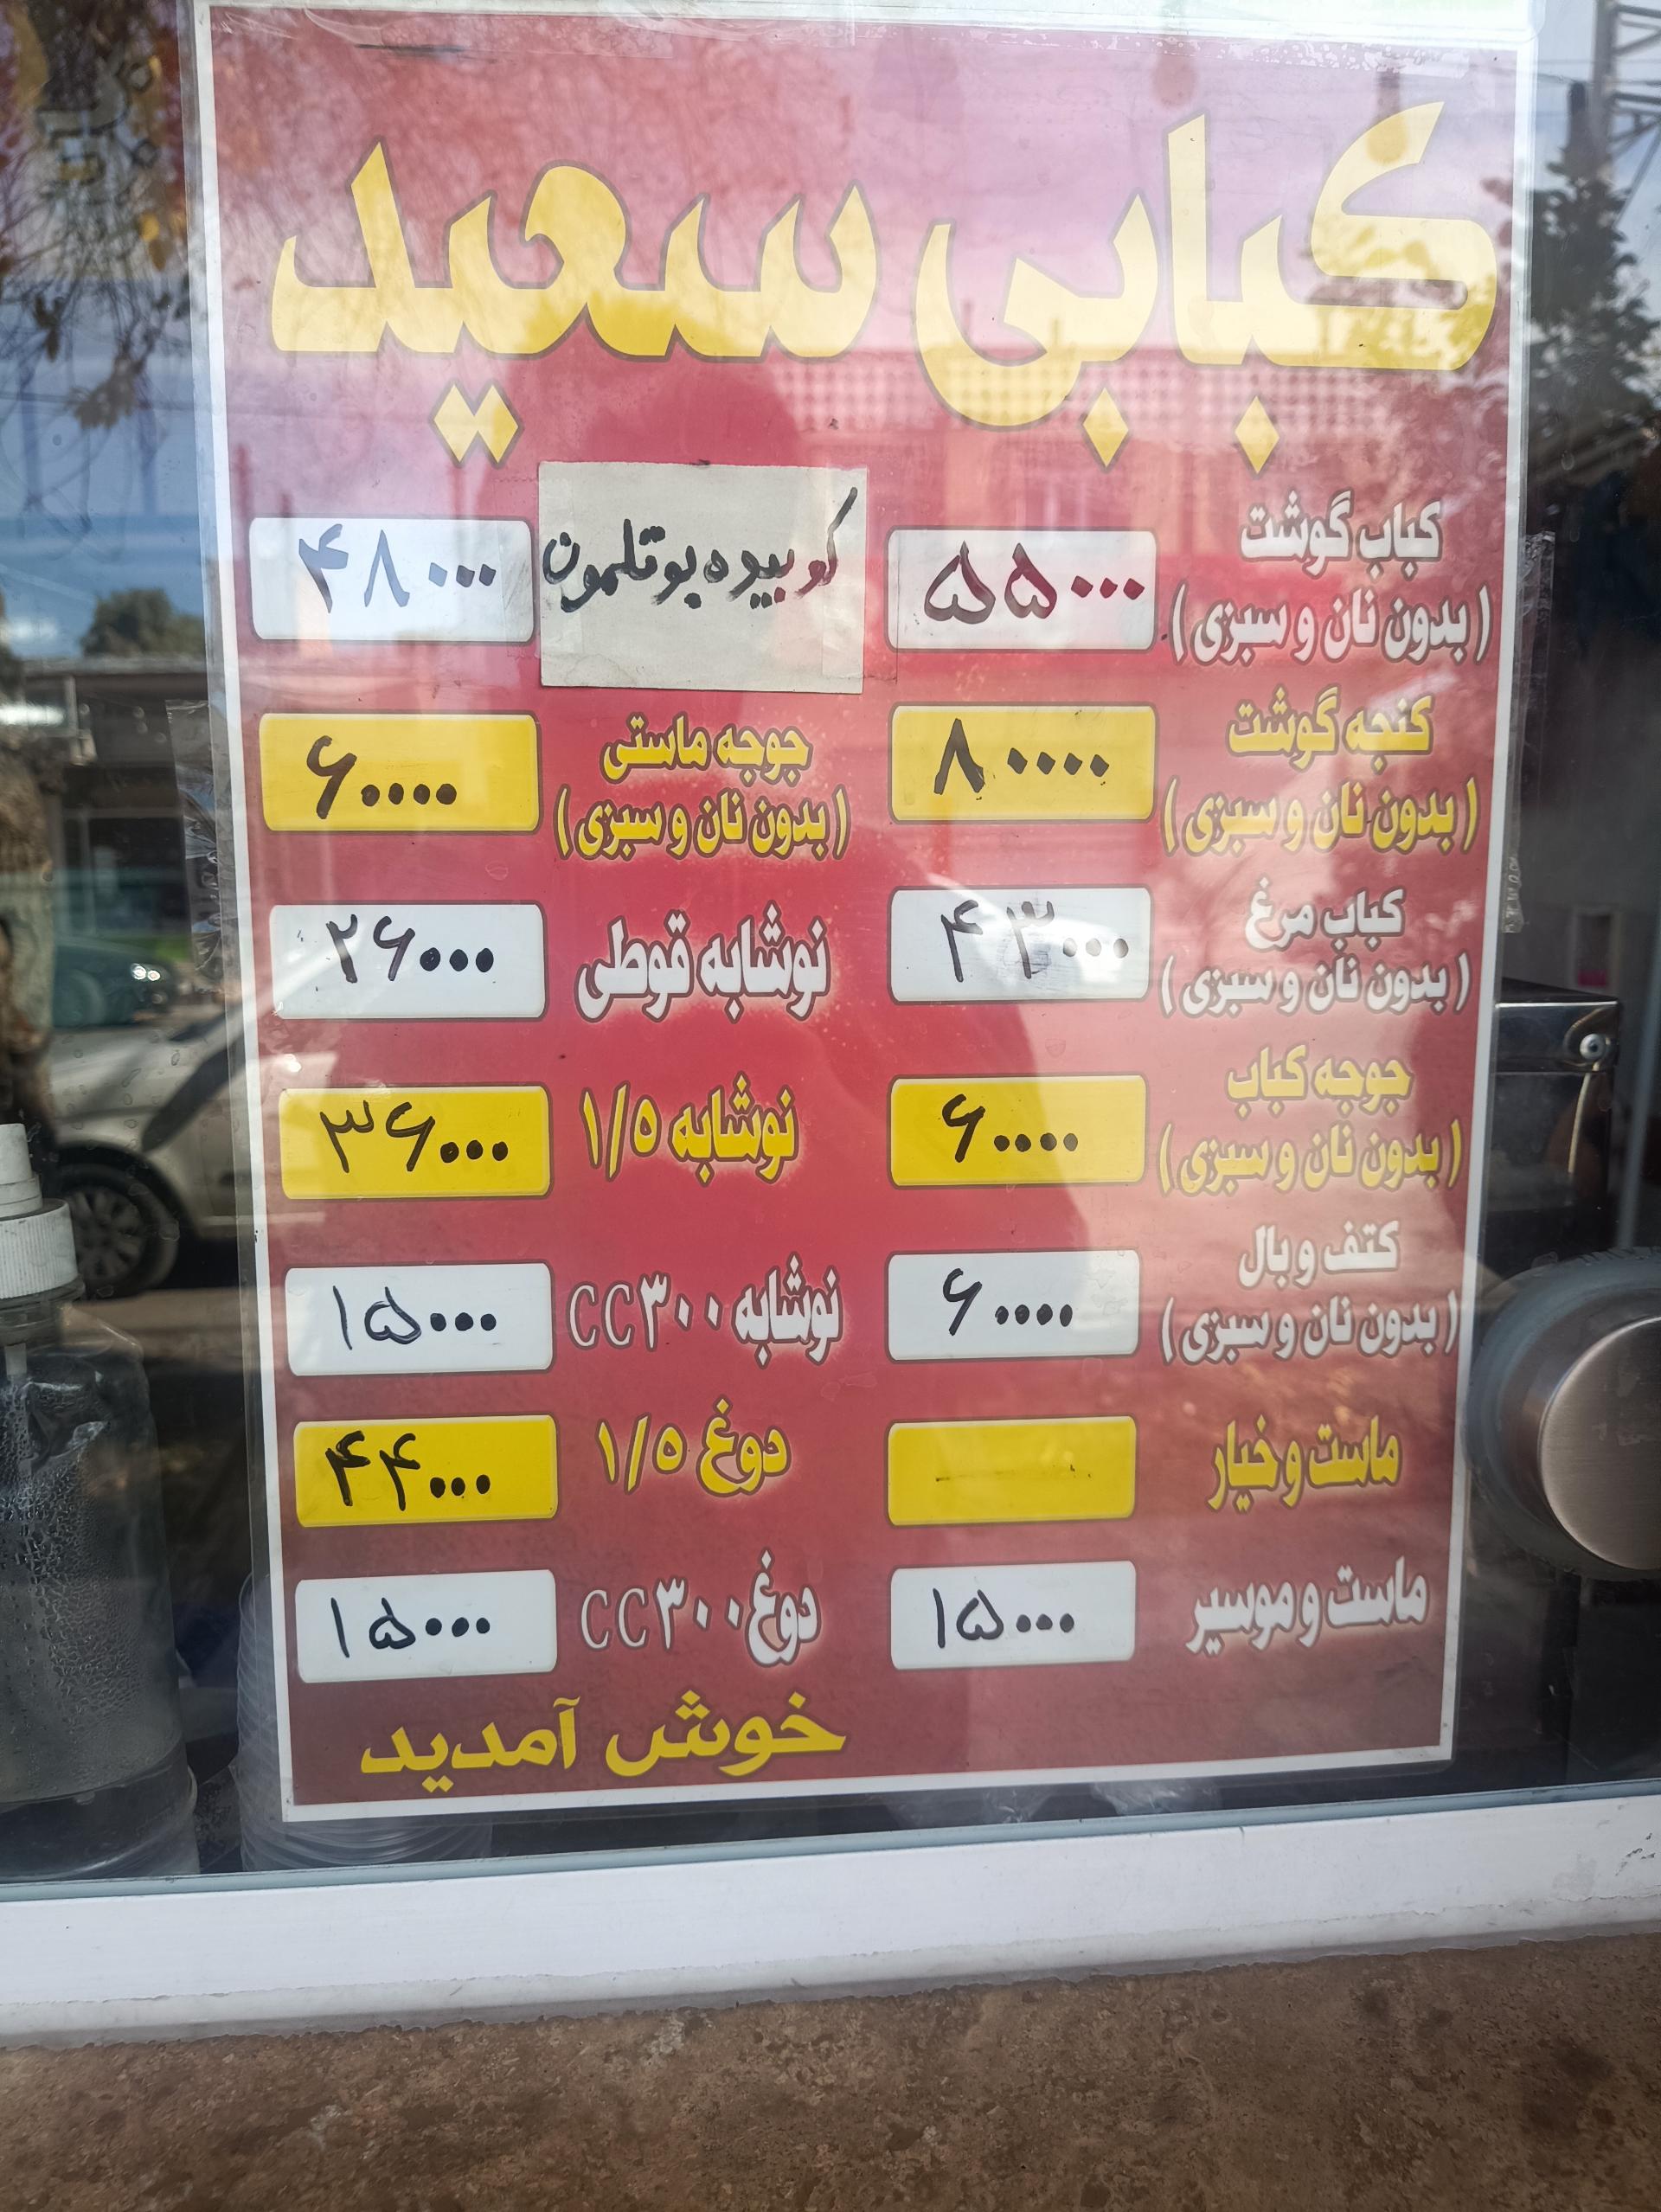 کبابی سعید
کباب گوشت
(بدون نان و سبزی)
۵۵۰۰۰
کوبیده بوقلمون
۴۸۰۰۰
کنجه گوشت
(بدون نان و سبزی)
۸۰۰۰۰
جوجه ماستی
(بدون نان و سبزی)
۶۰۰۰۰
کباب مرغ
(بدون نان و سبزی)
۴۳۰۰۰
نوشابه قوطی
۲۶۰۰۰
جوجه کباب
(بدون نان و سبزی)
۶۰۰۰۰
نوشابه ۱/۵
۳۶۰۰۰
کتف و بال
(بدون نان و سبزی)
۶۰۰۰۰
نوشابه ۳۰۰CC
۱۵۰۰۰
ماست و خیار
دوغ ۱/۵
۴۴۰۰۰
ماست و موسیر
۱۵۰۰۰
دوغ ۳۰۰CC
۱۵۰۰۰
خوش آمدید